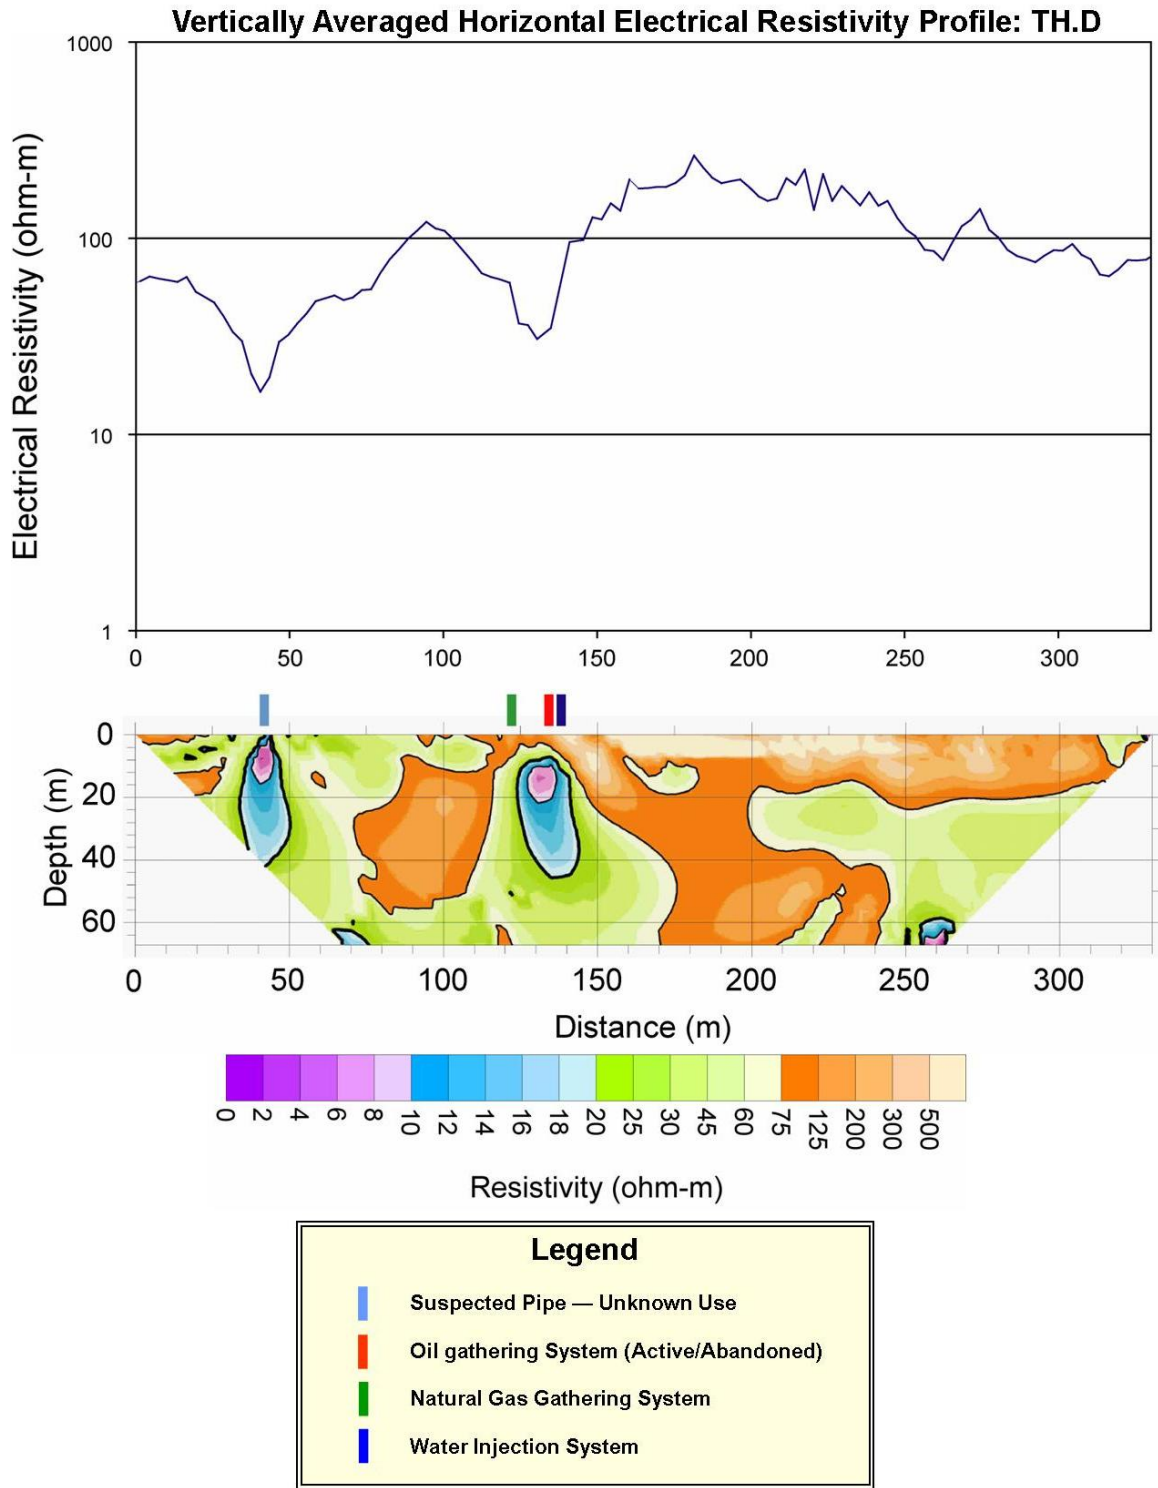 Vertically Averaged Horizontal Electrical Resistivity Profile: TH.D
Electrical Resistivity (ohm-m)
1000
100
10
1
0 50 100 150 200 250 300
Depth (m)
0
20
40
60
0 50 100 150 200 250 300
Distance (m)
0 2 4 6 8 10 12 14 16 18 20 25 30 45 60 75 125 200 300 500
Resistivity (ohm-m)
Legend
Suspected Pipe — Unknown Use
Oil gathering System (Active/Abandoned)
Natural Gas Gathering System
Water Injection System